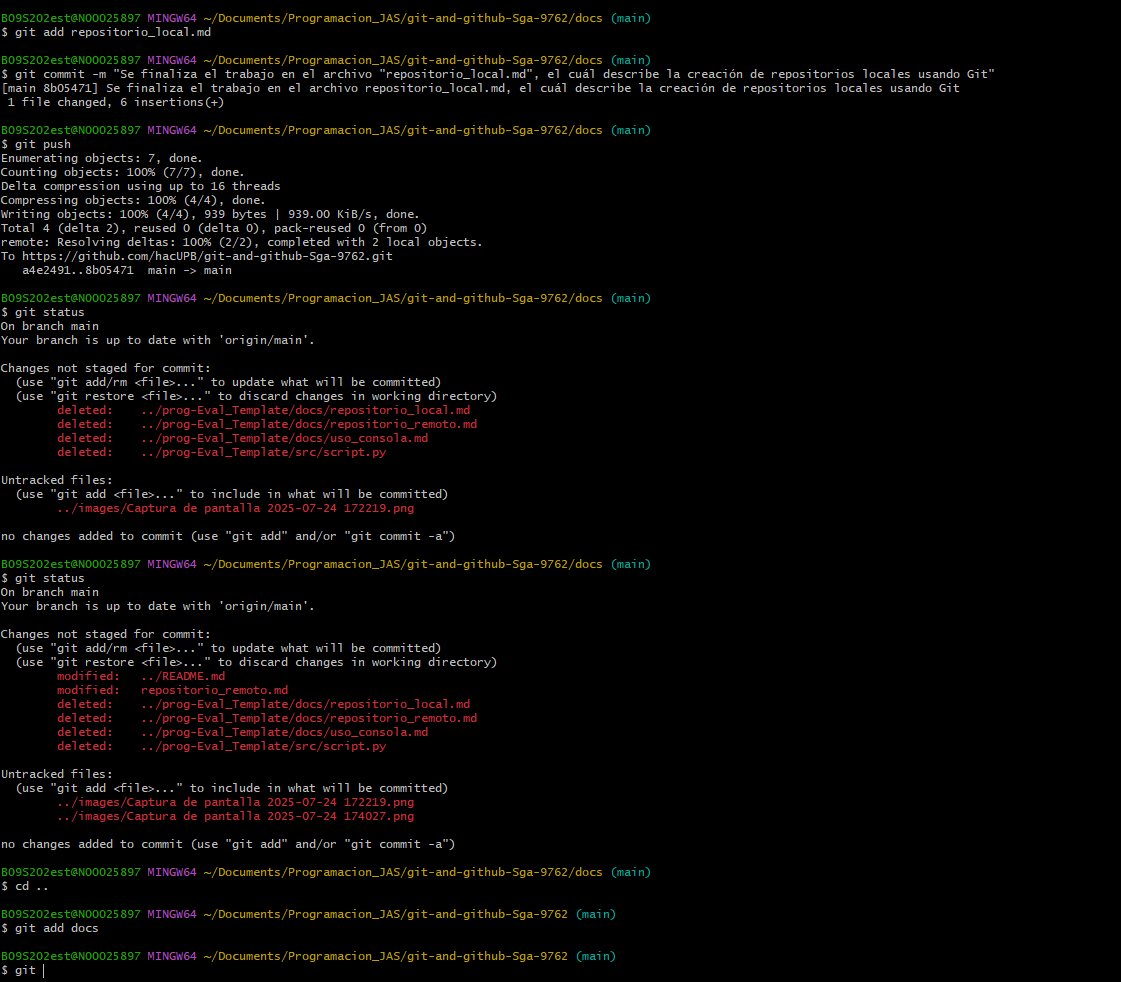 B09S202est@N00025897 MINGW64 ~/Documents/Programacion_JAS/git-and-github-Sga-9762/docs (main)
$ git add repositorio_local.md

B09S202est@N00025897 MINGW64 ~/Documents/Programacion_JAS/git-and-github-Sga-9762/docs (main)
$ git commit -m "Se finaliza el trabajo en el archivo "repositorio_local.md", el cuál describe la creación de repositorios locales usando Git"
[main 8b05471] Se finaliza el trabajo en el archivo repositorio_local.md, el cuál describe la creación de repositorios locales usando Git
 1 file changed, 6 insertions(+)

B09S202est@N00025897 MINGW64 ~/Documents/Programacion_JAS/git-and-github-Sga-9762/docs (main)
$ git push
Enumerating objects: 7, done.
Counting objects: 100% (7/7), done.
Delta compression using up to 16 threads
Compressing objects: 100% (4/4), done.
Writing objects: 100% (4/4), 939 bytes | 939.00 KiB/s, done.
Total 4 (delta 2), reused 0 (delta 0), pack-reused 0 (from 0)
remote: Resolving deltas: 100% (2/2), completed with 2 local objects.
To https://github.com/hacUPB/git-and-github-Sga-9762.git
   a4e2491..8b05471  main -> main

B09S202est@N00025897 MINGW64 ~/Documents/Programacion_JAS/git-and-github-Sga-9762/docs (main)
$ git status
On branch main
Your branch is up to date with 'origin/main'.

Changes not staged for commit:
  (use "git add/rm <file>..." to update what will be committed)
  (use "git restore <file>..." to discard changes in working directory)
        deleted:    ../prog-Eval_Template/docs/repositorio_local.md
        deleted:    ../prog-Eval_Template/docs/repositorio_remoto.md
        deleted:    ../prog-Eval_Template/docs/uso_consola.md
        deleted:    ../prog-Eval_Template/src/script.py

Untracked files:
  (use "git add <file>..." to include in what will be committed)
        ../images/Captura de pantalla 2025-07-24 172219.png

no changes added to commit (use "git add" and/or "git commit -a")

B09S202est@N00025897 MINGW64 ~/Documents/Programacion_JAS/git-and-github-Sga-9762/docs (main)
$ git status
On branch main
Your branch is up to date with 'origin/main'.

Changes not staged for commit:
  (use "git add/rm <file>..." to update what will be committed)
  (use "git restore <file>..." to discard changes in working directory)
        modified:   ../README.md
        modified:   repositorio_remoto.md
        deleted:    ../prog-Eval_Template/docs/repositorio_local.md
        deleted:    ../prog-Eval_Template/docs/repositorio_remoto.md
        deleted:    ../prog-Eval_Template/docs/uso_consola.md
        deleted:    ../prog-Eval_Template/src/script.py

Untracked files:
  (use "git add <file>..." to include in what will be committed)
        ../images/Captura de pantalla 2025-07-24 172219.png
        ../images/Captura de pantalla 2025-07-24 174027.png

no changes added to commit (use "git add" and/or "git commit -a")

B09S202est@N00025897 MINGW64 ~/Documents/Programacion_JAS/git-and-github-Sga-9762/docs (main)
$ cd ..

B09S202est@N00025897 MINGW64 ~/Documents/Programacion_JAS/git-and-github-Sga-9762 (main)
$ git add docs

B09S202est@N00025897 MINGW64 ~/Documents/Programacion_JAS/git-and-github-Sga-9762 (main)
$ git